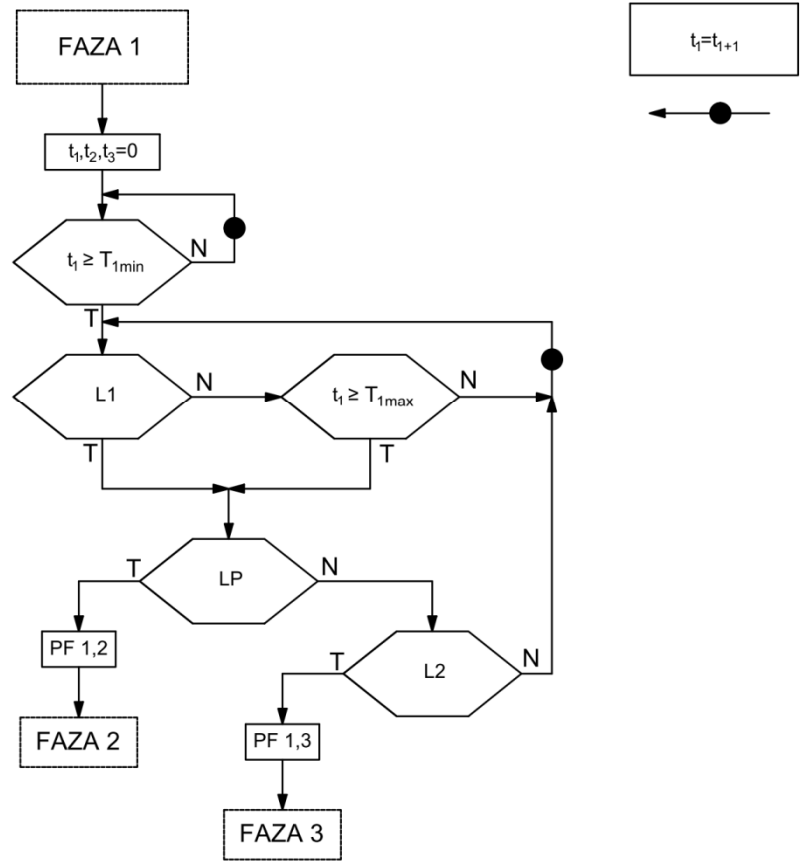 FAZA 1
t₁=t₁₊₁
t₁,t₂,t₃=0
t₁ ≥ T₁min
N
T
L1
N
t₁ ≥ T₁max
N
T
T
LP
T
N
PF 1,2
L2
T
N
FAZA 2
PF 1,3
FAZA 3